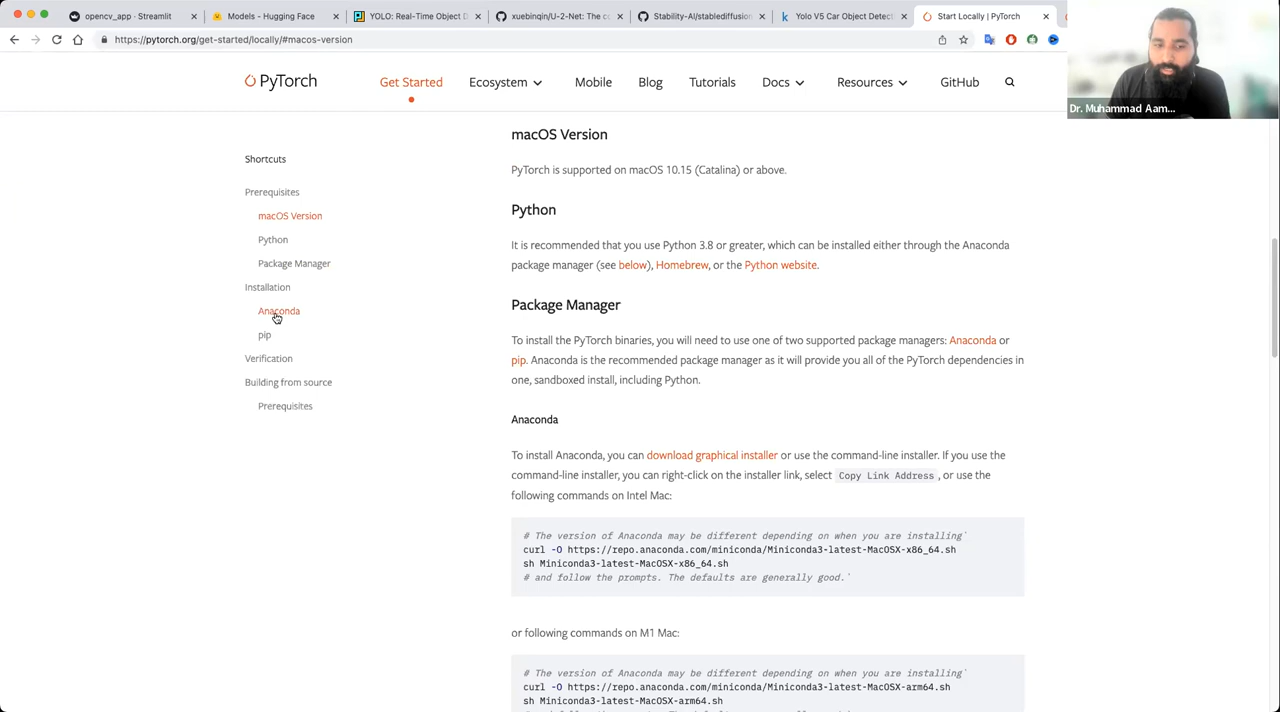 opencv_app · Streamlit
Models - Hugging Face
YOLO: Real-Time Object D
xuebinqin/U-2-Net: The co
Stability-AI/stablediffusion
Yolo V5 Car Object Detecti
Start Locally | PyTorch
https://pytorch.org/get-started/locally/#macos-version
PyTorch
Get Started
Ecosystem
Mobile
Blog
Tutorials
Docs
Resources
GitHub
Dr. Muhammad Aam...
Shortcuts
Prerequisites
macOS Version
Python
Package Manager
Installation
Anaconda
pip
Verification
Building from source
Prerequisites
macOS Version
PyTorch is supported on macOS 10.15 (Catalina) or above.
Python
It is recommended that you use Python 3.8 or greater, which can be installed either through the Anaconda
package manager (see below), Homebrew, or the Python website.
Package Manager
To install the PyTorch binaries, you will need to use one of two supported package managers: Anaconda or
pip. Anaconda is the recommended package manager as it will provide you all of the PyTorch dependencies in
one, sandboxed install, including Python.
Anaconda
To install Anaconda, you can download graphical installer or use the command-line installer. If you use the
command-line installer, you can right-click on the installer link, select Copy Link Address, or use the
following commands on Intel Mac:
# The version of Anaconda may be different depending on when you are installing`
curl -O https://repo.anaconda.com/miniconda/Miniconda3-latest-MacOSX-x86_64.sh
sh Miniconda3-latest-MacOSX-x86_64.sh
# and follow the prompts. The defaults are generally good.`
or following commands on M1 Mac:
# The version of Anaconda may be different depending on when you are installing`
curl -O https://repo.anaconda.com/miniconda/Miniconda3-latest-MacOSX-arm64.sh
sh Miniconda3-latest-MacOSX-arm64.sh